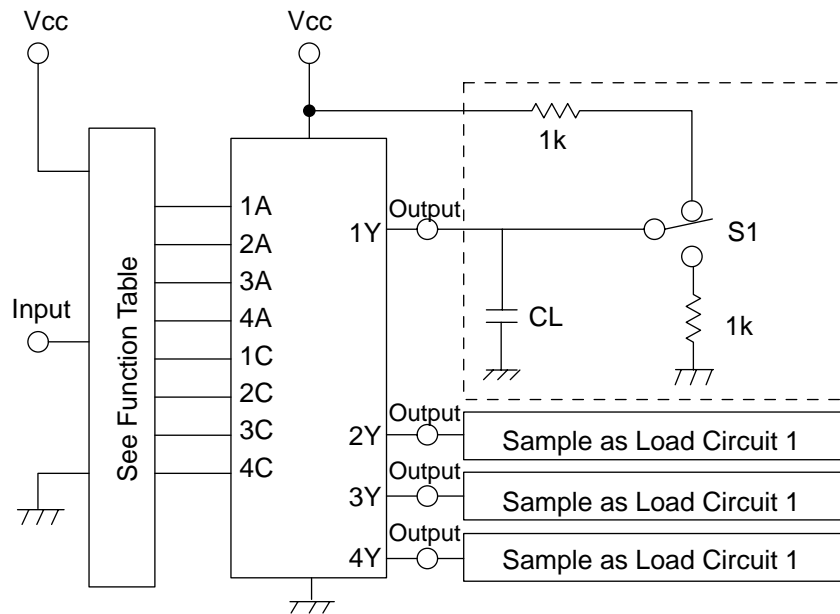 Vcc
Vcc
1k
Output
1A
1Y
S1
2A
3A
Input
See Function Table
4A
CL
1k
1C
2C
Output
3C
2Y
Sample as Load Circuit 1
4C
Output
3Y
Sample as Load Circuit 1
Output
4Y
Sample as Load Circuit 1